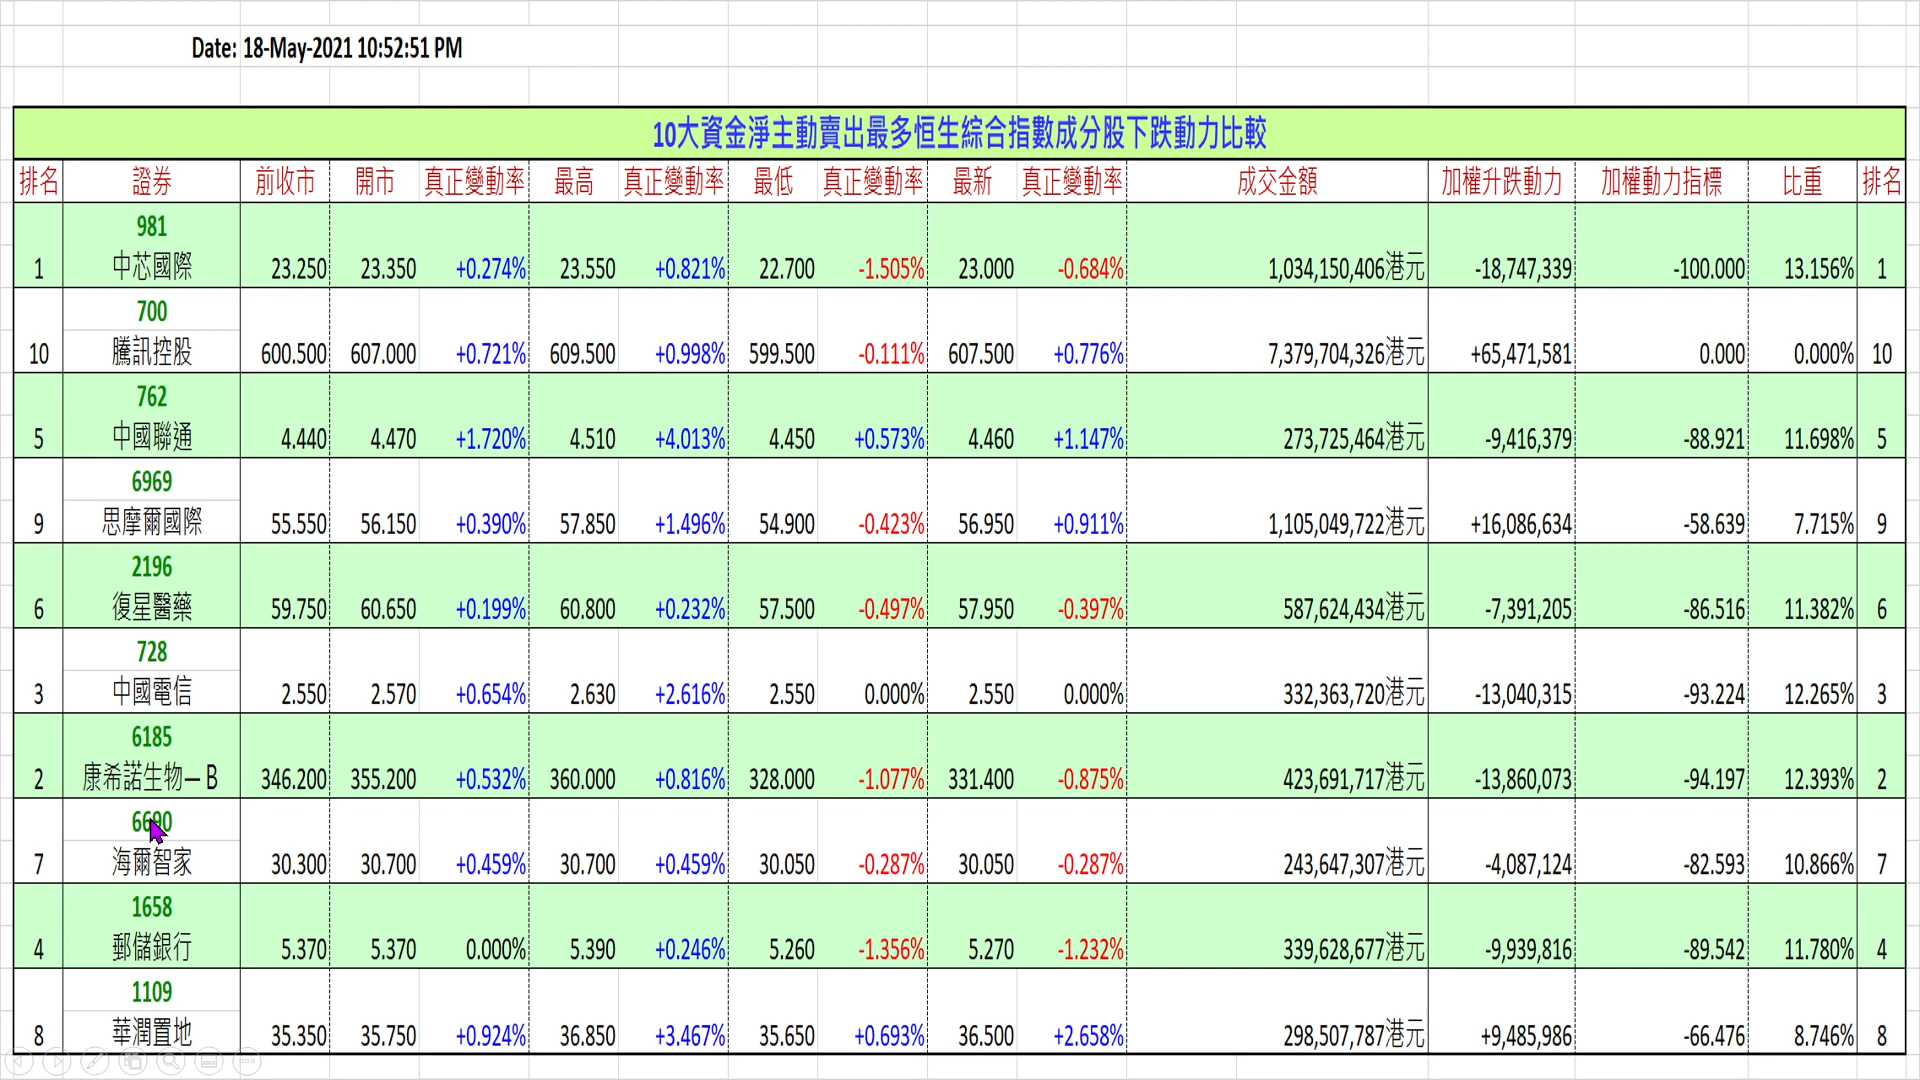 Date: 18-May-2021 10:52:51 PM
10大資金淨主動賣出最多恒生綜合指數成分股下跌動力比較
排名 證券 前收市 開市 真正變動率 最高 真正變動率 最低 真正變動率 最新 真正變動率 成交金額 加權升跌動力 加權動力指標 比重 排名
981
1 中芯國際 23.250 23.350 +0.274% 23.550 +0.821% 22.700 -1.505% 23.000 -0.684% 1,034,150,406港元 -18,747,339 -100.000 13.156% 1
700
10 騰訊控股 600.500 607.000 +0.721% 609.500 +0.998% 599.500 -0.111% 607.500 +0.776% 7,379,704,326港元 +65,471,581 0.000 0.000% 10
762
5 中國聯通 4.440 4.470 +1.720% 4.510 +4.013% 4.450 +0.573% 4.460 +1.147% 273,725,464港元 -9,416,379 -88.921 11.698% 5
6969
9 思摩爾國際 55.550 56.150 +0.390% 57.850 +1.496% 54.900 -0.423% 56.950 +0.911% 1,105,049,722港元 +16,086,634 -58.639 7.715% 9
2196
6 復星醫藥 59.750 60.650 +0.199% 60.800 +0.232% 57.500 -0.497% 57.950 -0.397% 587,624,434港元 -7,391,205 -86.516 11.382% 6
728
3 中國電信 2.550 2.570 +0.654% 2.630 +2.616% 2.550 0.000% 2.550 0.000% 332,363,720港元 -13,040,315 -93.224 12.265% 3
6185
2 康希諾生物—B 346.200 355.200 +0.532% 360.000 +0.816% 328.000 -1.077% 331.400 -0.875% 423,691,717港元 -13,860,073 -94.197 12.393% 2
6690
7 海爾智家 30.300 30.700 +0.459% 30.700 +0.459% 30.050 -0.287% 30.050 -0.287% 243,647,307港元 -4,087,124 -82.593 10.866% 7
1658
4 郵儲銀行 5.370 5.370 0.000% 5.390 +0.246% 5.260 -1.356% 5.270 -1.232% 339,628,677港元 -9,939,816 -89.542 11.780% 4
1109
8 華潤置地 35.350 35.750 +0.924% 36.850 +3.467% 35.650 +0.693% 36.500 +2.658% 298,507,787港元 +9,485,986 -66.476 8.746% 8